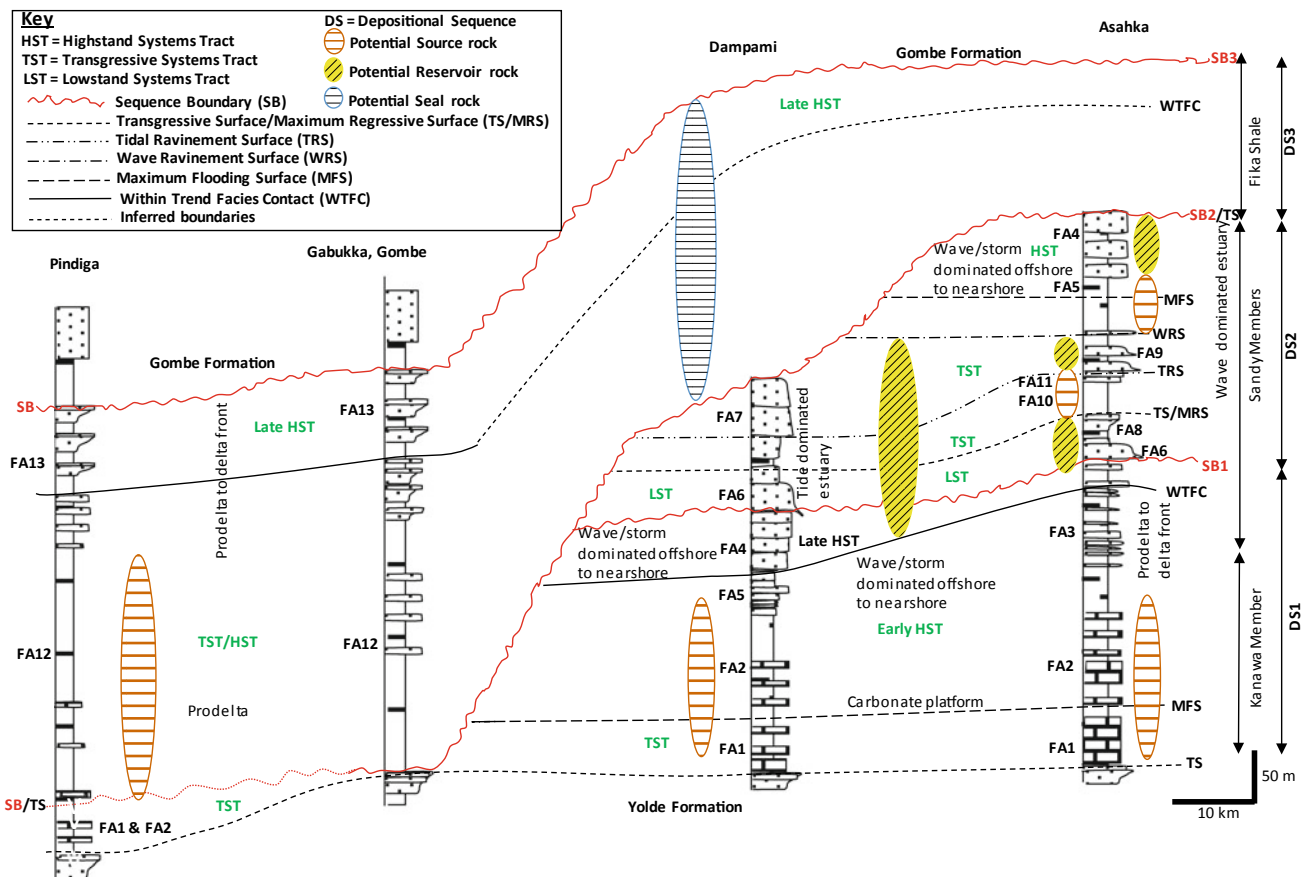 Key
HST = Highstand Systems Tract
TST = Transgressive Systems Tract
LST = Lowstand Systems Tract
Sequence Boundary (SB)
Transgressive Surface/Maximum Regressive Surface (TS/MRS)
Tidal Ravinement Surface (TRS)
Wave Ravinement Surface (WRS)
Maximum Flooding Surface (MFS)
Within Trend Facies Contact (WTFC)
Inferred boundaries
DS = Depositional Sequence
Potential Source rock
Potential Reservoir rock
Potential Seal rock
Pindiga
Gabukka, Gombe
Dampami
Asahka
Gombe Formation
SB3
Late HST
WTFC
Fika Shale
DS3
SB2/TS
FA4
HST
Wave/storm
dominated offshore
to nearshore
FA5
MFS
WRS
FA9
TST
TRS
FA11
FA10
TS/MRS
TST
FA8
FA6
LST
SB1
Wave dominated estuary
Sandy Members
DS2
Gombe Formation
SB
Late HST
FA13
FA13
Prodelta to delta front
FA7
Tide dominated
estuary
LST
FA6
WTFC
Wave/storm
dominated offshore
to nearshore
FA4
Late HST
FA3
Prodelta to
delta front
Wave/storm
dominated offshore
to nearshore
FA5
Early HST
Kanawa Member
DS1
FA12
TST/HST
FA12
FA2
FA2
Prodelta
Carbonate platform
MFS
TST
FA1
FA1
TS
SB/TS
TST
Yolde Formation
FA1 & FA2
50 m
10 km